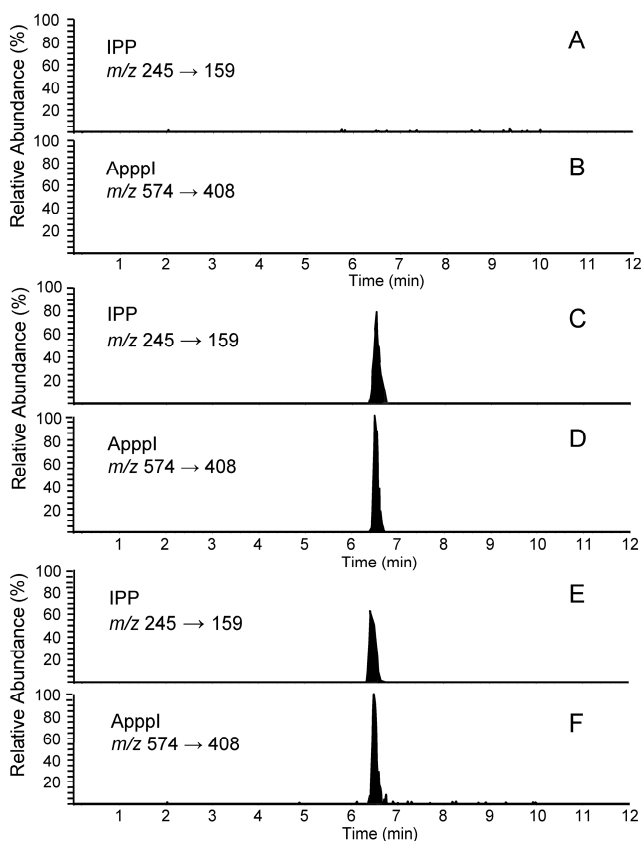 Relative Abundance (%)
100
80
60
40
20
IPP
m/z 245 → 159
A
100
80
60
40
20
ApppI
m/z 574 → 408
B
1 2 3 4 5 6 7 8 9 10 11 12
Time (min)
Relative Abundance (%)
100
80
60
40
20
IPP
m/z 245 → 159
C
100
80
60
40
20
ApppI
m/z 574 → 408
D
1 2 3 4 5 6 7 8 9 10 11 12
Time (min)
Relative Abundance (%)
100
80
60
40
20
IPP
m/z 245 → 159
E
100
80
60
40
20
ApppI
m/z 574 → 408
F
1 2 3 4 5 6 7 8 9 10 11 12
Time (min)